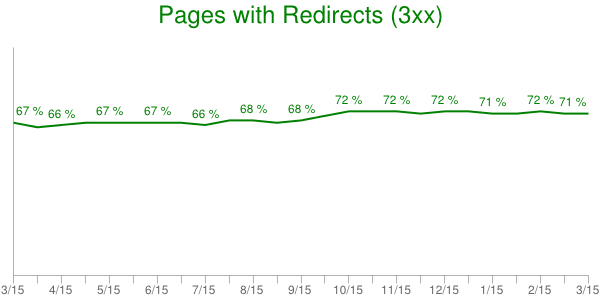 Pages with Redirects (3xx)
67 % 66 % 67 % 67 % 66 % 68 % 68 % 72 % 72 % 72 % 71 % 72 % 71 %
3/15 4/15 5/15 6/15 7/15 8/15 9/15 10/15 11/15 12/15 1/15 2/15 3/15